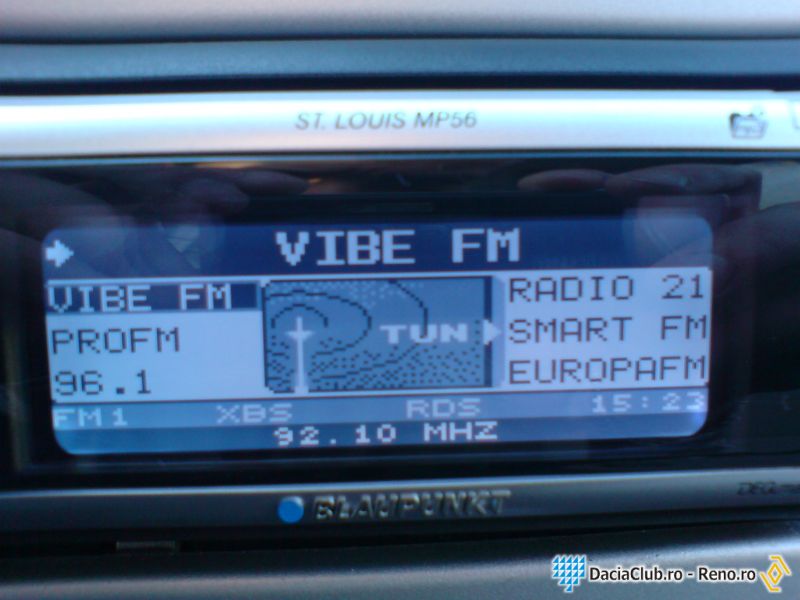 ST. LOUIS MP56
VIBE FM
VIBE FM
PROFM
96.1
TUN
RADIO 21
SMART FM
EUROPAFM
FM1 XBS RDS 15:23
92.10 MHZ
BLAUPUNKT
DaciaClub.ro - Reno.ro